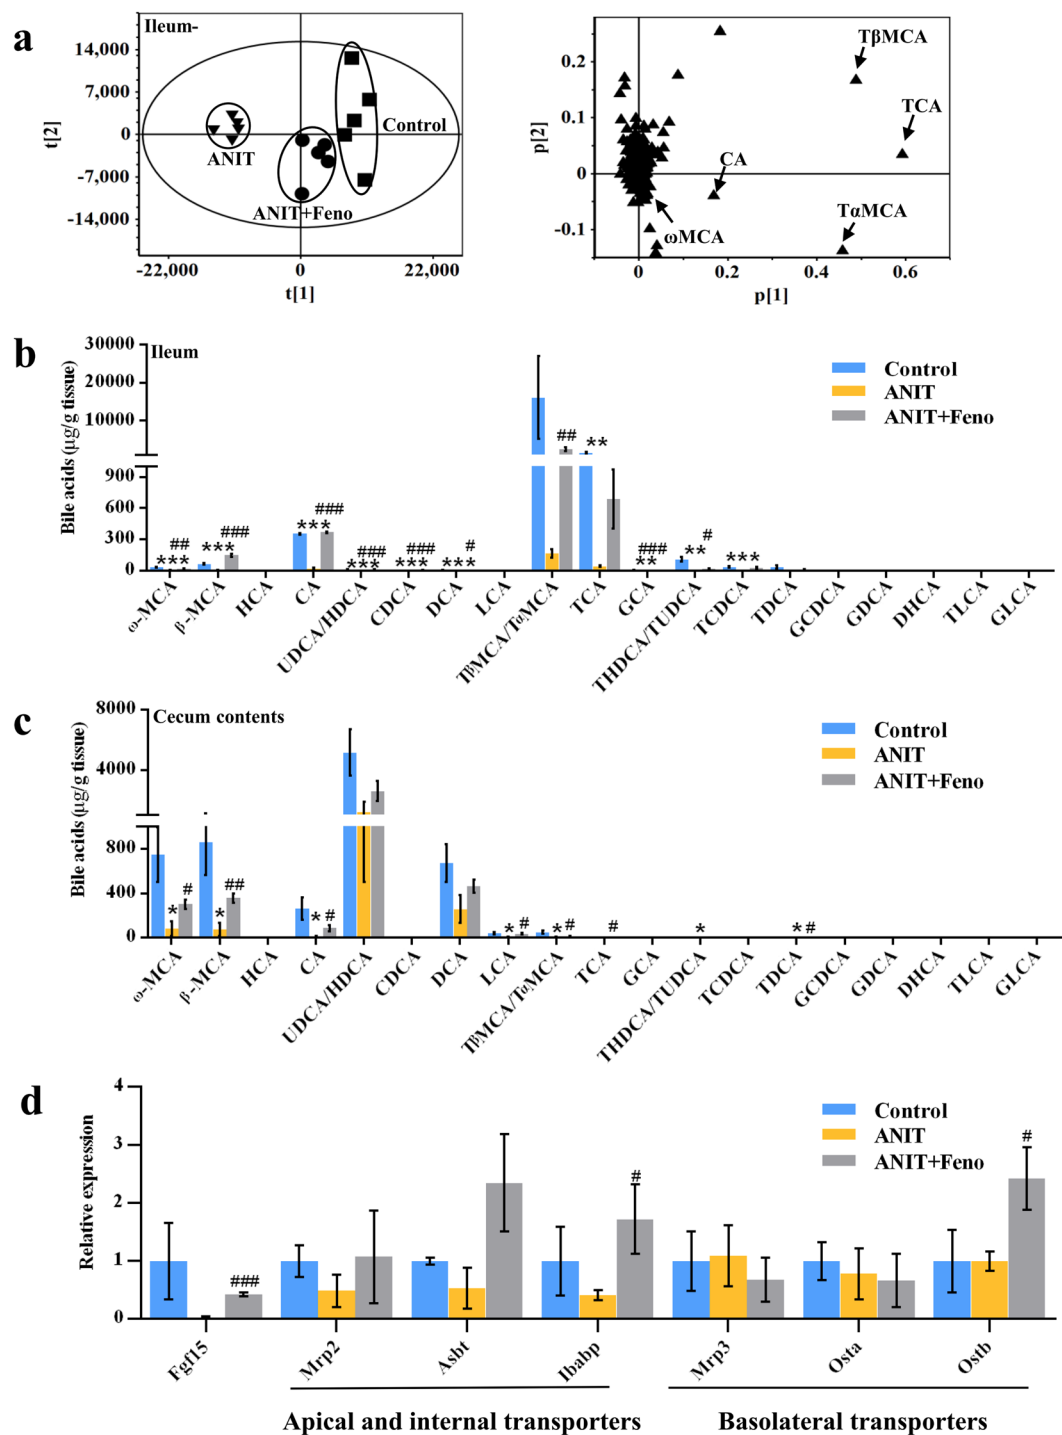 a
Ileum-
14,000
7,000
0
-7,000
-14,000
t[2]
Control
ANIT
ANIT+Feno
-22,000 0 22,000
t[1]
0.2
0.1
0
-0.1
p[2]
TβMCA
TCA
CA
TαMCA
ωMCA
0 0.2 0.4 0.6
p[1]
b
Ileum
Bile acids (μg/g tissue)
30000
20000
10000
900
600
300
0
Control
ANIT
ANIT+Feno
##
***
###
***
###
***
###
***
###
***
#
***
##
**
###
**
#
**
***
ω-MCA
β-MCA
HCA
CA
UDCA/HDCA
CDCA
DCA
LCA
TβMCA/TαMCA
TCA
GCA
THDCA/TUDCA
TCDCA
TDCA
GCDCA
GDCA
DHCA
TLCA
GLCA
c
Cecum contents
Bile acids (μg/g tissue)
8000
4000
800
400
0
Control
ANIT
ANIT+Feno
* #
* ##
* #
* #
* #
#
*
* #
ω-MCA
β-MCA
HCA
CA
UDCA/HDCA
CDCA
DCA
LCA
TβMCA/TαMCA
TCA
GCA
THDCA/TUDCA
TCDCA
TDCA
GCDCA
GDCA
DHCA
TLCA
GLCA
d
Relative expression
4
3
2
1
0
Control
ANIT
ANIT+Feno
###
#
#
Fgf15
Mrp2
Asbt
Ibabp
Mrp3
Osta
Ostb
Apical and internal transporters
Basolateral transporters